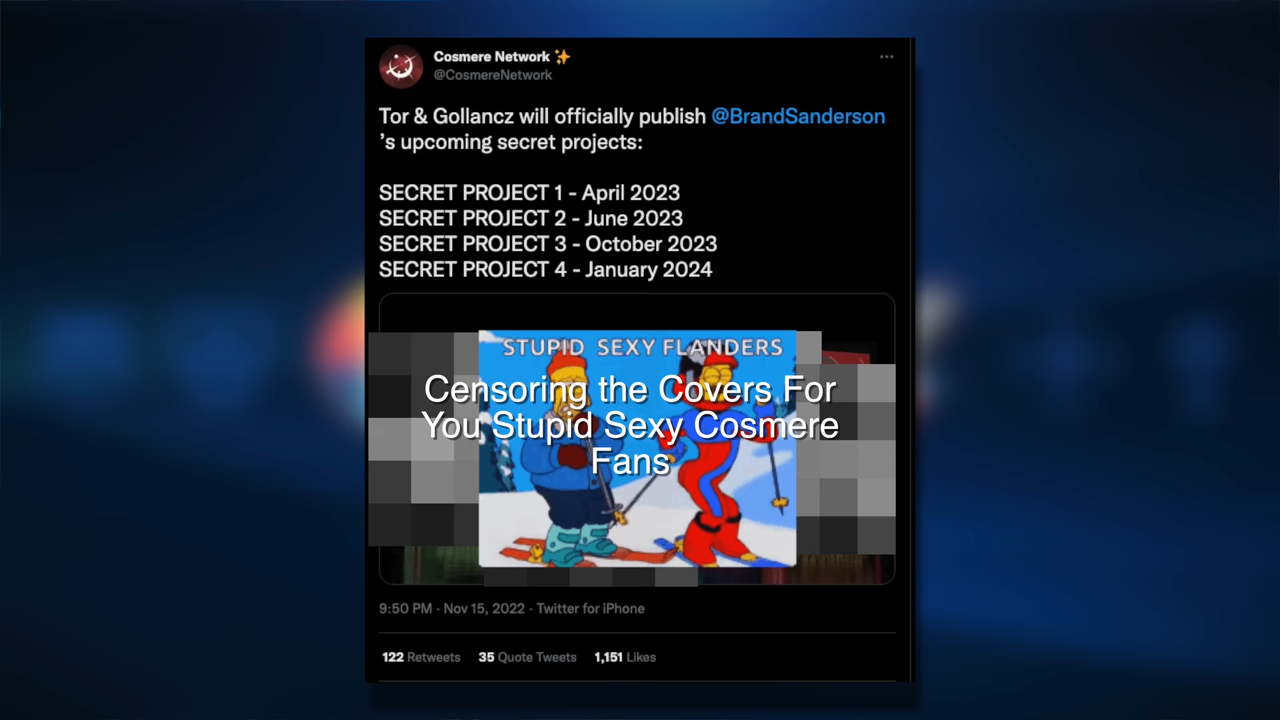 Cosmere Network ✨
@CosmereNetwork
Tor & Gollancz will officially publish @BrandSanderson
's upcoming secret projects:
SECRET PROJECT 1 - April 2023
SECRET PROJECT 2 - June 2023
SECRET PROJECT 3 - October 2023
SECRET PROJECT 4 - January 2024
STUPID SEXY FLANDERS
Censoring the Covers For
You Stupid Sexy Cosmere
Fans
9:50 PM · Nov 15, 2022 · Twitter for iPhone
122 Retweets 35 Quote Tweets 1,151 Likes